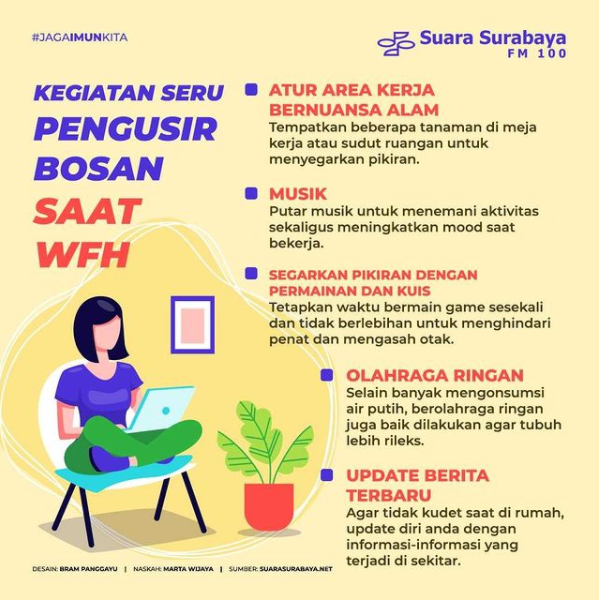 #JAGAIMUNKITA
Suara Surabaya
FM 100
KEGIATAN SERU
PENGUSIR
BOSAN
SAAT
WFH
ATUR AREA KERJA
BERNUANSA ALAM
Tempatkan beberapa tanaman di meja
kerja atau sudut ruangan untuk
menyegarkan pikiran.
MUSIK
Putar musik untuk menemani aktivitas
sekaligus meningkatkan mood saat
bekerja.
SEGARKAN PIKIRAN DENGAN
PERMAINAN DAN KUIS
Tetapkan waktu bermain game sesekali
dan tidak berlebihan untuk menghindari
penat dan mengasah otak.
OLAHRAGA RINGAN
Selain banyak mengonsumsi
air putih, berolahraga ringan
juga baik dilakukan agar tubuh
lebih rileks.
UPDATE BERITA
TERBARU
Agar tidak kudet saat di rumah,
update diri anda dengan
informasi-informasi yang
terjadi di sekitar.
DESAIN: BRAM PANGGAYU | NASKAH: MARTA WIJAYA | SUMBER: SUARASURABAYA.NET